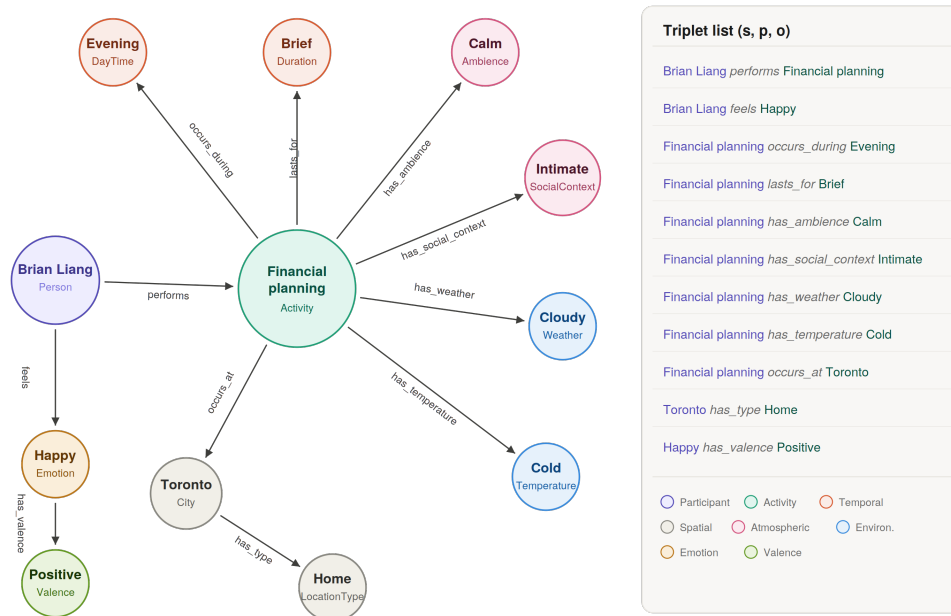 Evening
DayTime
Brief
Duration
Calm
Ambience
occurs_during
lasts_for
has_ambience
Intimate
SocialContext
has_social_context
Brian Liang
Person
performs
Financial
planning
Activity
has_weather
Cloudy
Weather
feels
occurs_at
has_temperature
Happy
Emotion
Toronto
City
Cold
Temperature
has_valence
has_type
Positive
Valence
Home
LocationType
Triplet list (s, p, o)
Brian Liang performs Financial planning
Brian Liang feels Happy
Financial planning occurs_during Evening
Financial planning lasts_for Brief
Financial planning has_ambience Calm
Financial planning has_social_context Intimate
Financial planning has_weather Cloudy
Financial planning has_temperature Cold
Financial planning occurs_at Toronto
Toronto has_type Home
Happy has_valence Positive
Participant Activity Temporal
Spatial Atmospheric Environ.
Emotion Valence